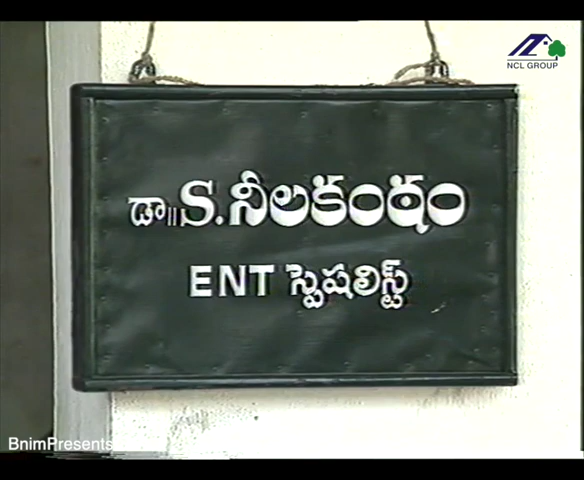 NCL GROUP
డా॥ S. నీలకంఠం
ENT స్పెషలిస్ట్
BnimPresents